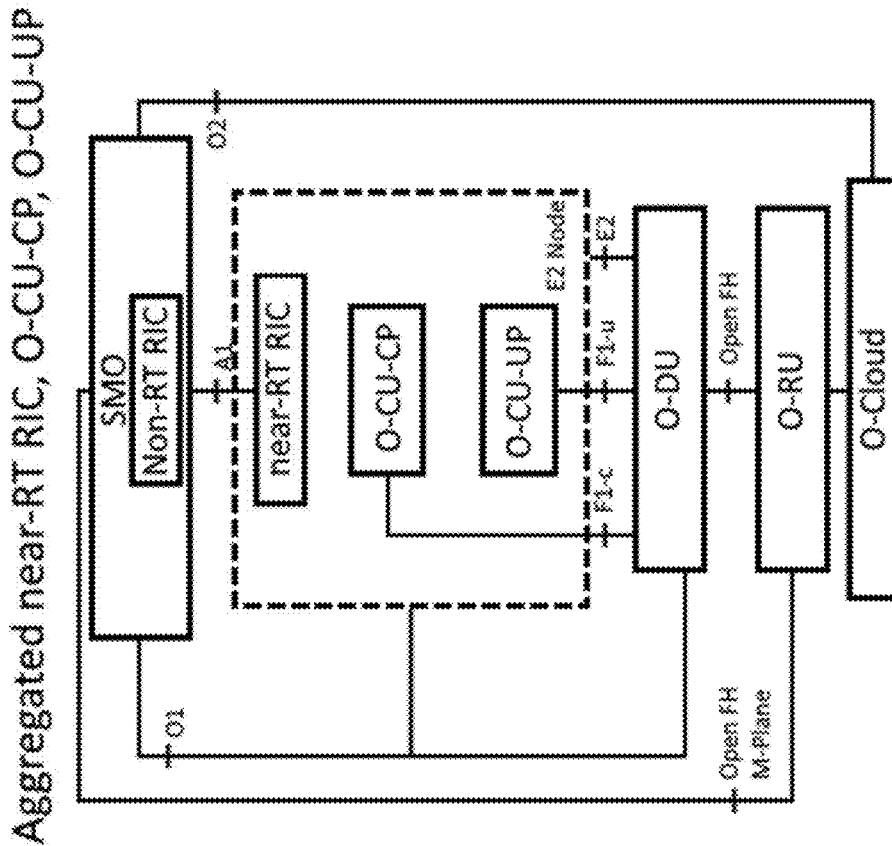 Aggregated near-RT RIC, O-CU-CP, O-CU-UP
SMO
Non-RT RIC
O2
A1
O1
near-RT RIC
O-CU-CP
O-CU-UP
E2 Node
F1-c
F1-u
E2
O-DU
Open FH
Open FH
M-Plane
O-RU
O-Cloud